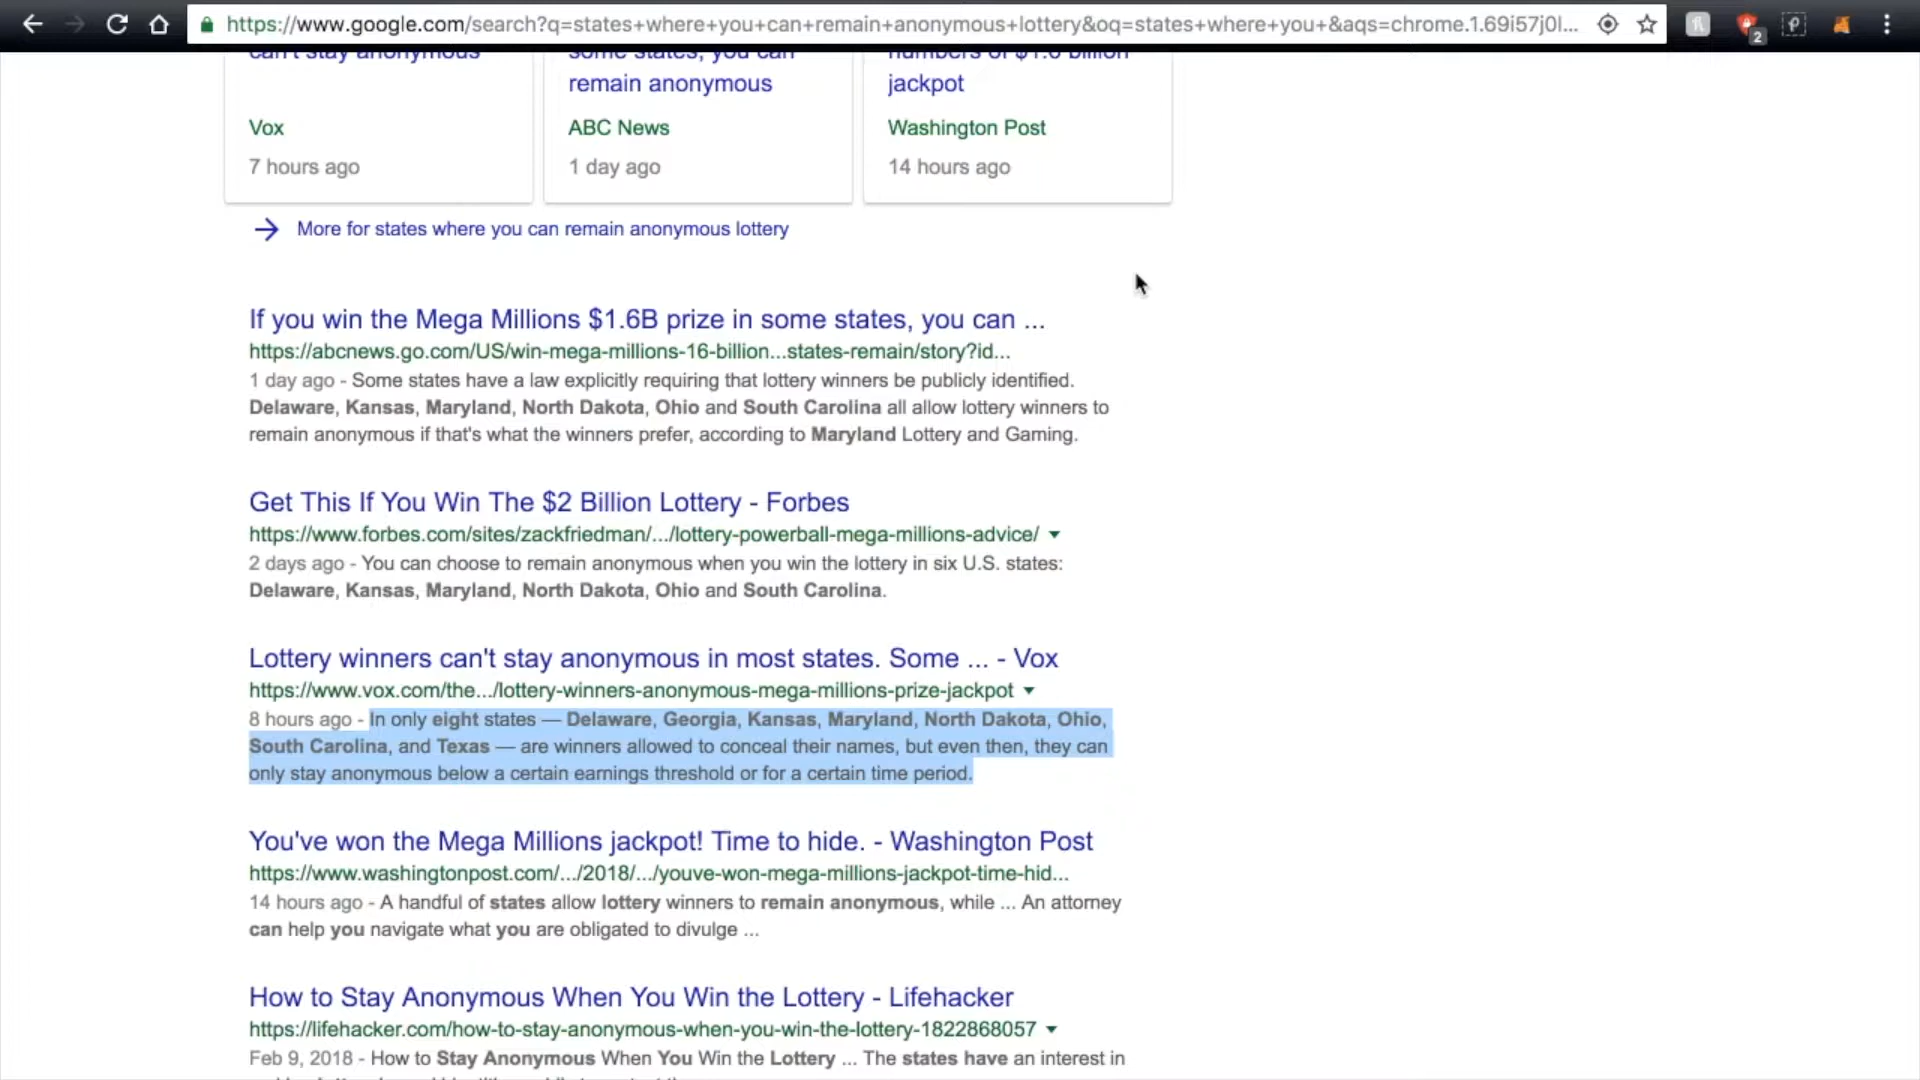 https://www.google.com/search?q=states+where+you+can+remain+anonymous+lottery&oq=states+where+you+&aqs=chrome.1.69i57j0l...
2
can't stay anonymous
some states, you can
remain anonymous
numbers of $1.6 billion
jackpot
Vox
ABC News
Washington Post
7 hours ago
1 day ago
14 hours ago
More for states where you can remain anonymous lottery
If you win the Mega Millions $1.6B prize in some states, you can ...
https://abcnews.go.com/US/win-mega-millions-16-billion...states-remain/story?id...
1 day ago - Some states have a law explicitly requiring that lottery winners be publicly identified.
Delaware, Kansas, Maryland, North Dakota, Ohio and South Carolina all allow lottery winners to
remain anonymous if that's what the winners prefer, according to Maryland Lottery and Gaming.
Get This If You Win The $2 Billion Lottery - Forbes
https://www.forbes.com/sites/zackfriedman/.../lottery-powerball-mega-millions-advice/
2 days ago - You can choose to remain anonymous when you win the lottery in six U.S. states:
Delaware, Kansas, Maryland, North Dakota, Ohio and South Carolina.
Lottery winners can't stay anonymous in most states. Some ... - Vox
https://www.vox.com/the.../lottery-winners-anonymous-mega-millions-prize-jackpot
8 hours ago - In only eight states — Delaware, Georgia, Kansas, Maryland, North Dakota, Ohio,
South Carolina, and Texas — are winners allowed to conceal their names, but even then, they can
only stay anonymous below a certain earnings threshold or for a certain time period.
You've won the Mega Millions jackpot! Time to hide. - Washington Post
https://www.washingtonpost.com/.../2018/.../youve-won-mega-millions-jackpot-time-hid...
14 hours ago - A handful of states allow lottery winners to remain anonymous, while ... An attorney
can help you navigate what you are obligated to divulge ...
How to Stay Anonymous When You Win the Lottery - Lifehacker
https://lifehacker.com/how-to-stay-anonymous-when-you-win-the-lottery-1822868057
Feb 9, 2018 - How to Stay Anonymous When You Win the Lottery ... The states have an interest in